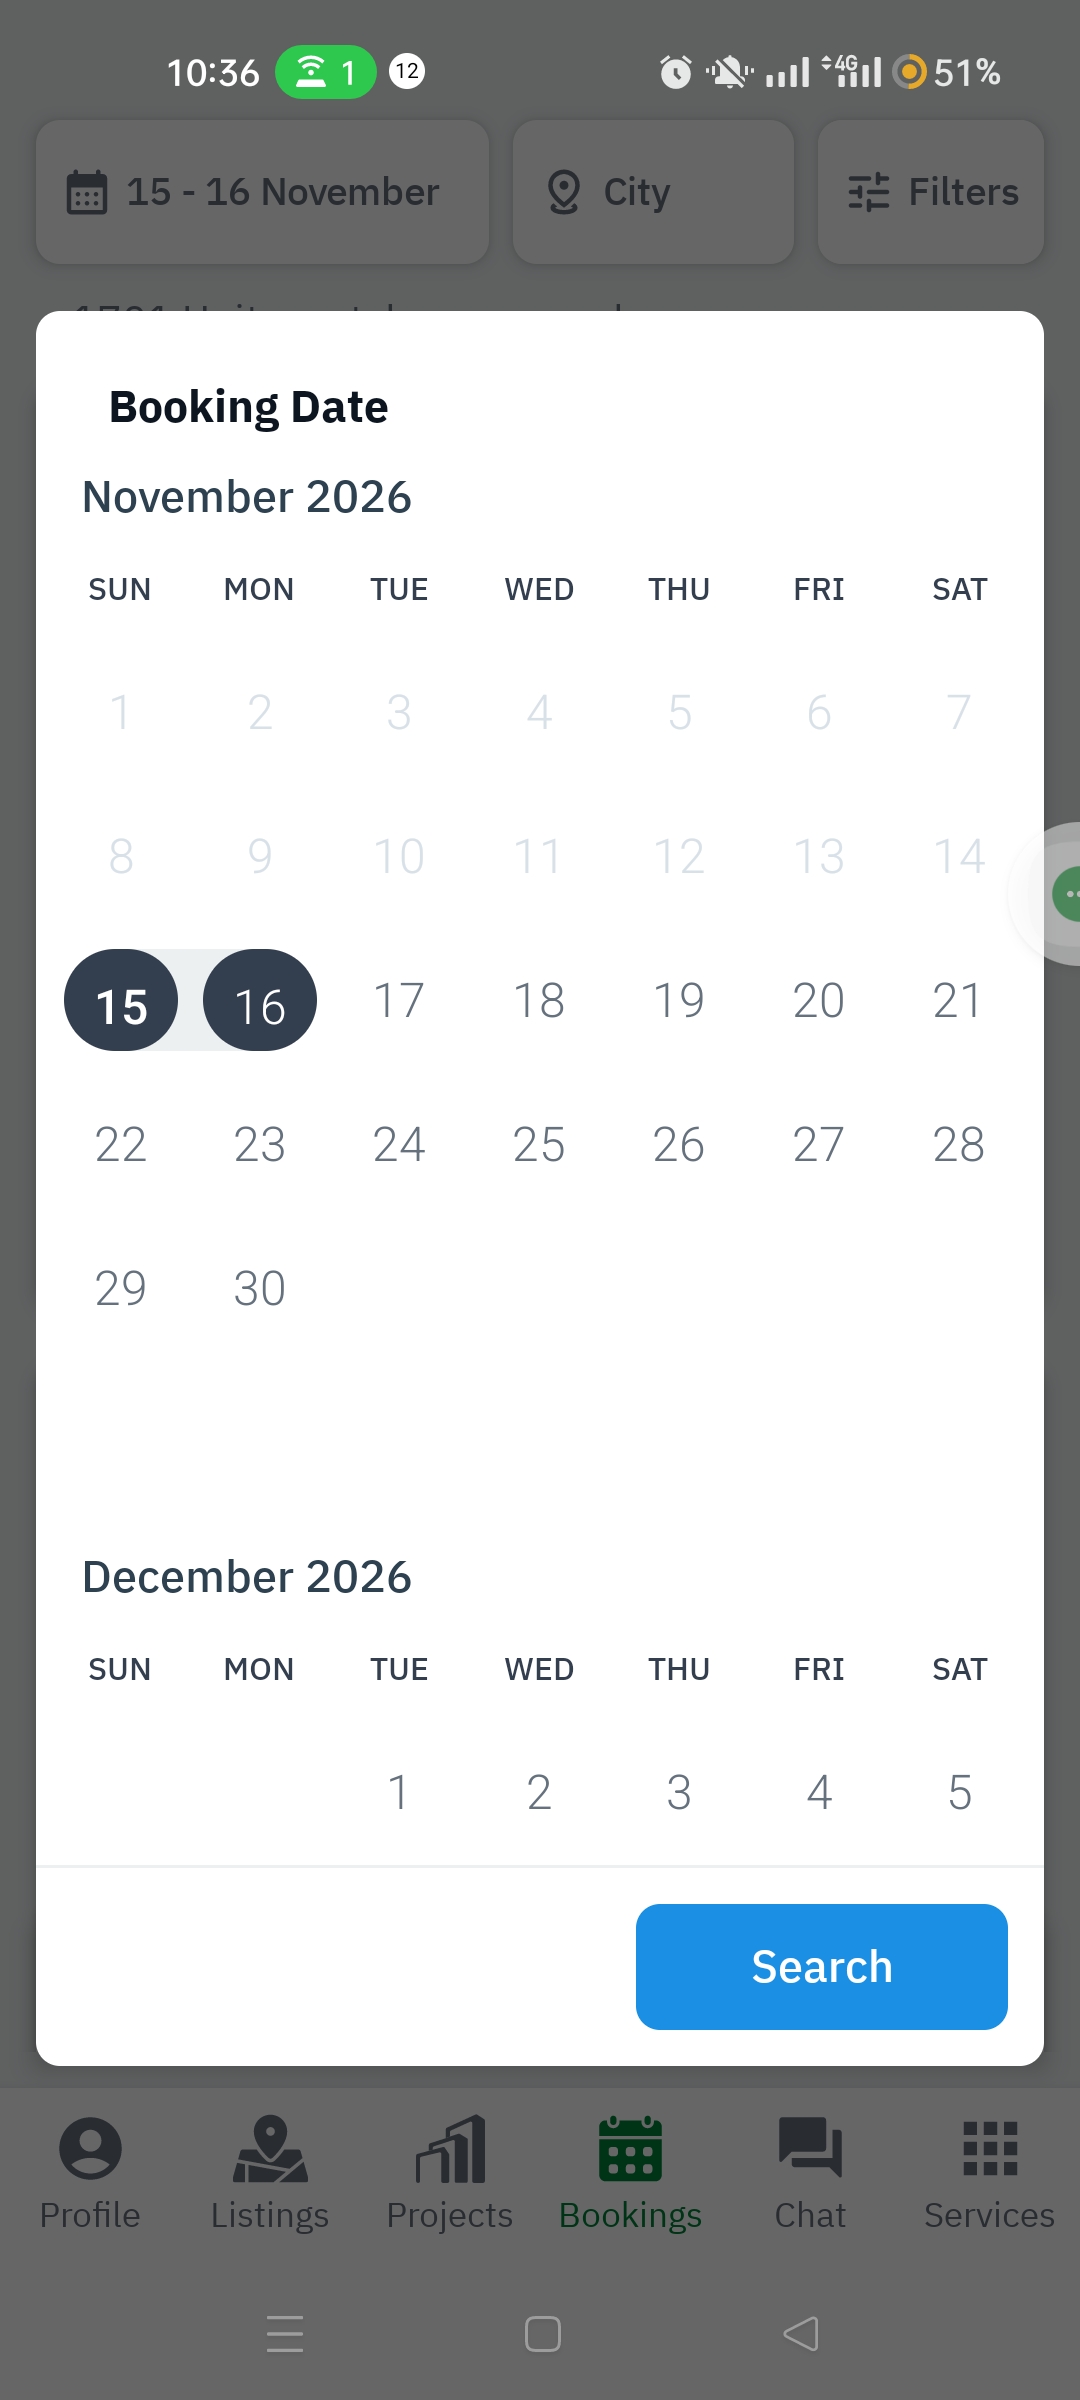 10:36 1 12 4G 51%
15 - 16 November City Filters
Booking Date
November 2026
SUN MON TUE WED THU FRI SAT
1 2 3 4 5 6 7
8 9 10 11 12 13 14
15 16 17 18 19 20 21
22 23 24 25 26 27 28
29 30
December 2026
SUN MON TUE WED THU FRI SAT
1 2 3 4 5
Search
Profile Listings Projects Bookings Chat Services